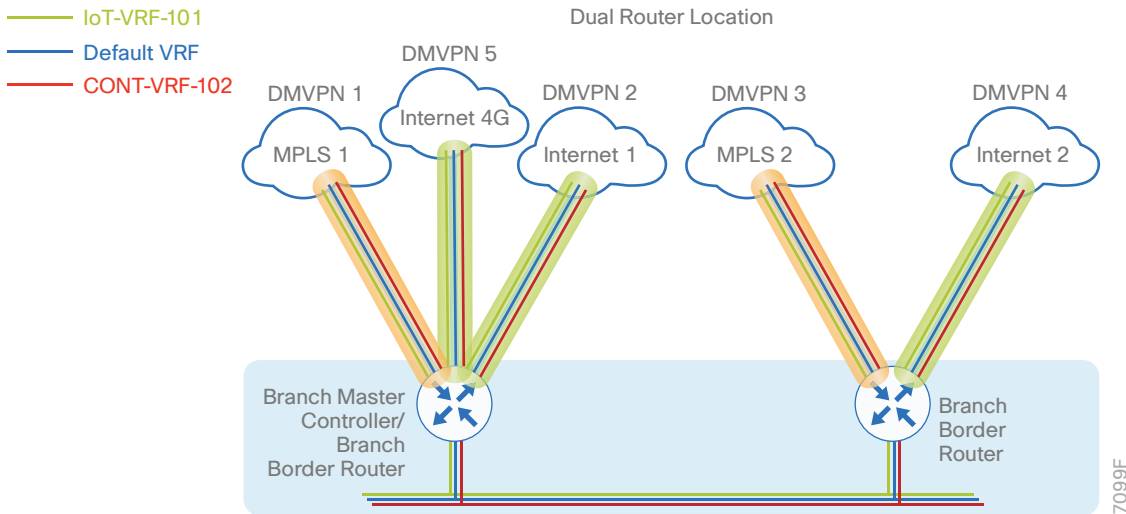 IoT-VRF-101
Default VRF
CONT-VRF-102
Dual Router Location
DMVPN 1
DMVPN 5
DMVPN 2
DMVPN 3
DMVPN 4
MPLS 1
Internet 4G
Internet 1
MPLS 2
Internet 2
Branch Master
Controller/
Branch
Border Router
Branch
Border
Router
7099F